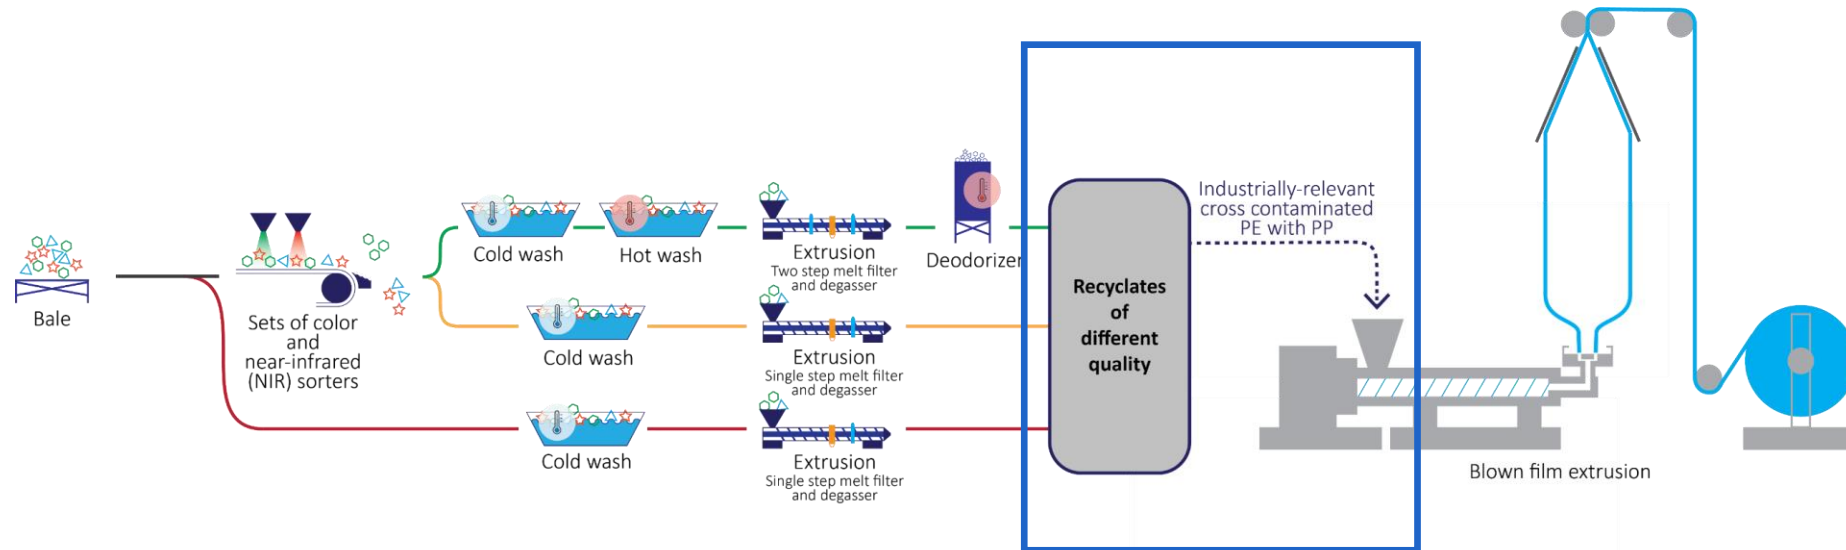 Bale
Sets of color
and
near-infrared
(NIR) sorters
Cold wash
Hot wash
Extrusion
Two step melt filter
and degasser
Deodorizer
Cold wash
Extrusion
Single step melt filter
and degasser
Cold wash
Extrusion
Single step melt filter
and degasser
Recyclates
of
different
quality
Industrially-relevant
cross contaminated
PE with PP
Blown film extrusion